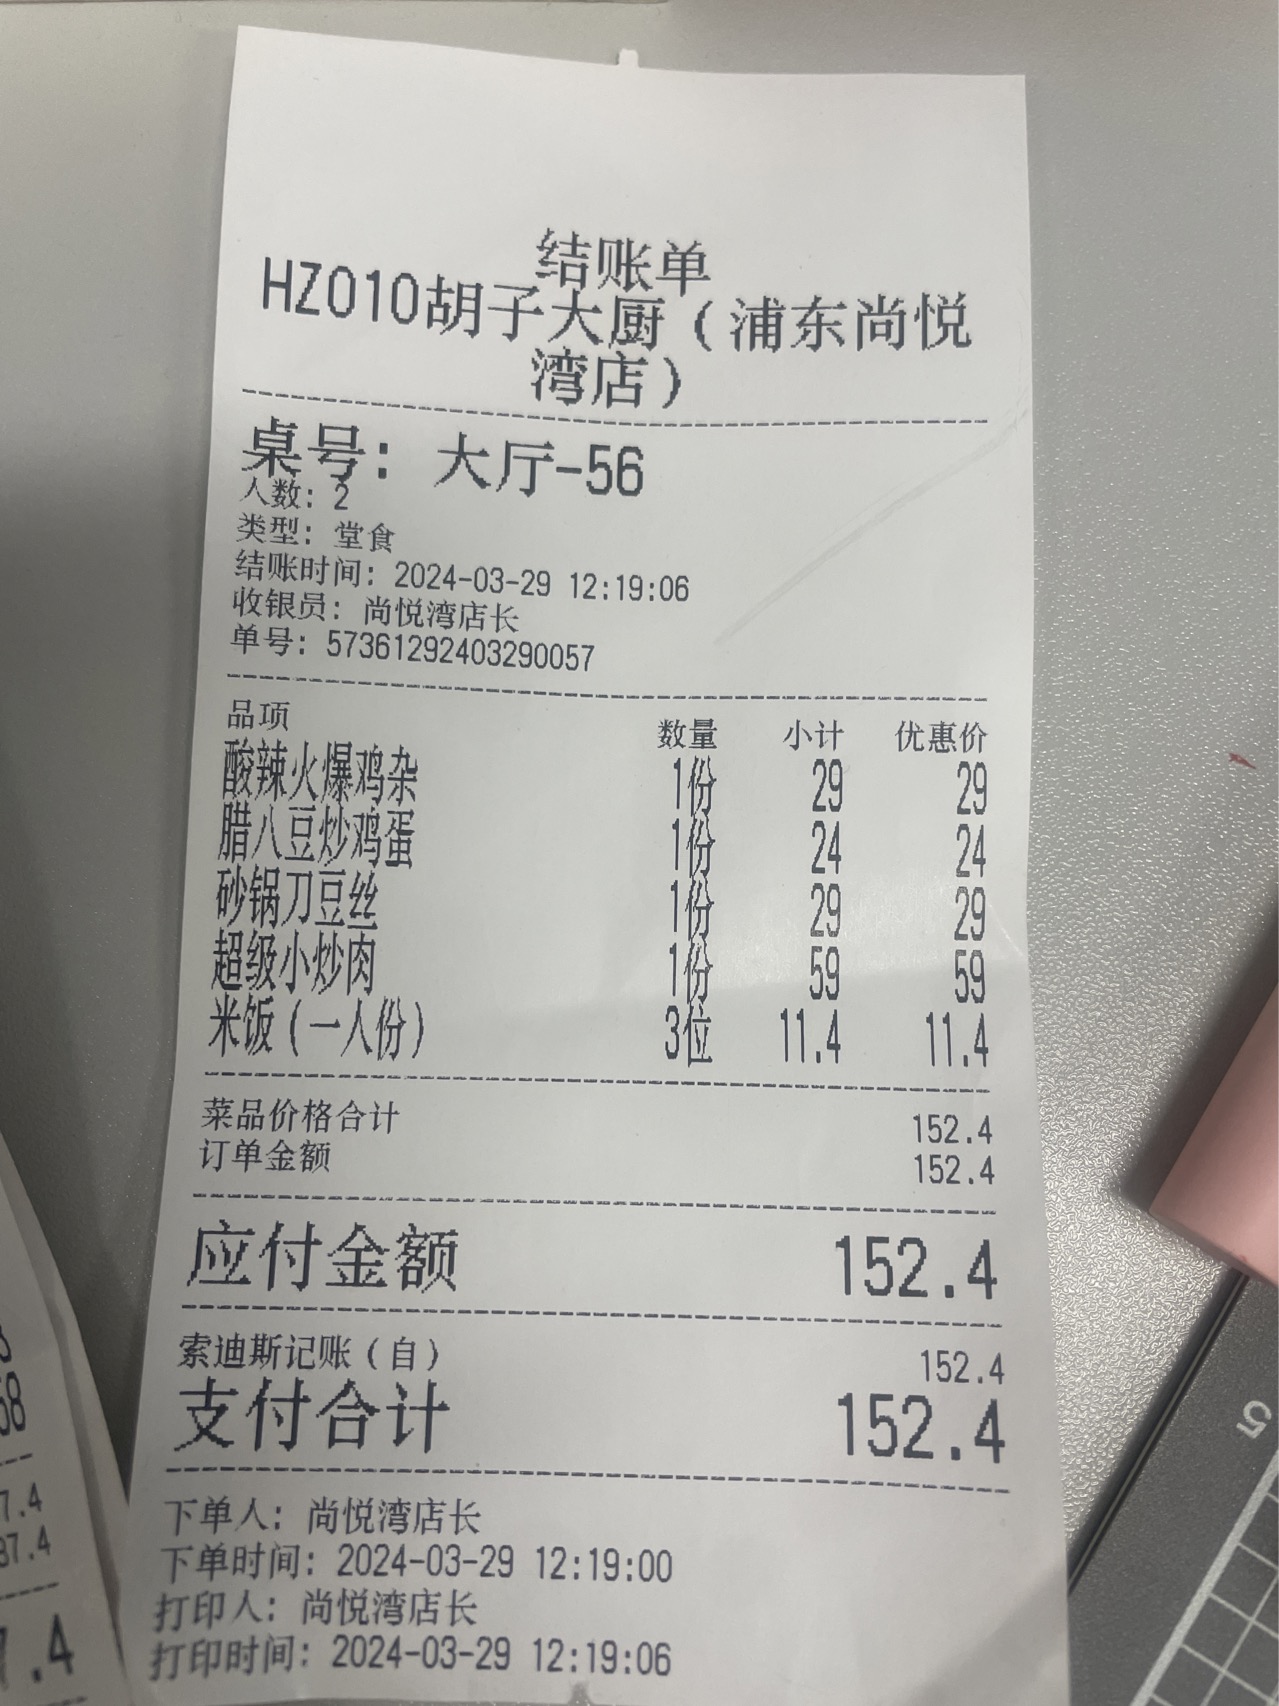 结账单
HZ010胡子大厨（浦东尚悦
湾店）
桌号：大厅-56
人数：2
类型：堂食
结账时间：2024-03-29 12:19:06
收银员：尚悦湾店长
单号：57361292403290057
品项 数量 小计 优惠价
酸辣火爆鸡杂 1份 29 29
腊八豆炒鸡蛋 1份 24 24
砂锅刀豆丝 1份 29 29
超级小炒肉 1份 59 59
米饭（一人份） 3位 11.4 11.4
菜品价格合计 152.4
订单金额 152.4
应付金额 152.4
索迪斯记账（自） 152.4
支付合计 152.4
下单人：尚悦湾店长
下单时间：2024-03-29 12:19:00
打印人：尚悦湾店长
打印时间：2024-03-29 12:19:06
7.4
37.4
.4
5